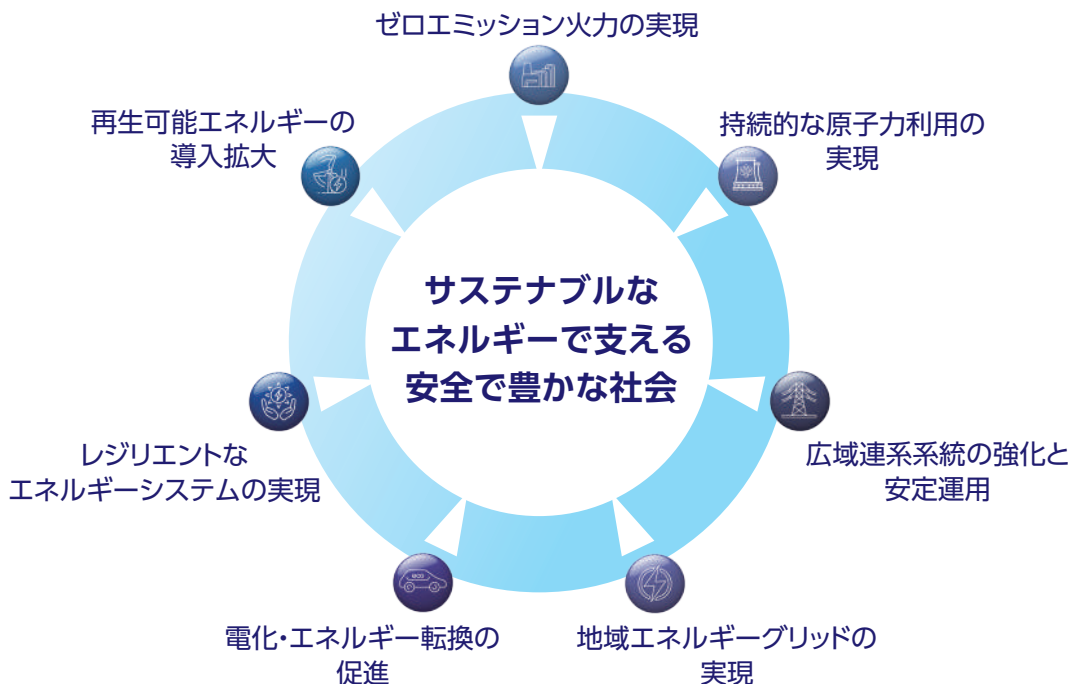 ゼロエミッション火力の実現
再生可能エネルギーの
導入拡大
持続的な原子力利用の
実現
サステナブルな
エネルギーで支える
安全で豊かな社会
レジリエントな
エネルギーシステムの実現
広域連系系統の強化と
安定運用
電化・エネルギー転換の
促進
地域エネルギーグリッドの
実現